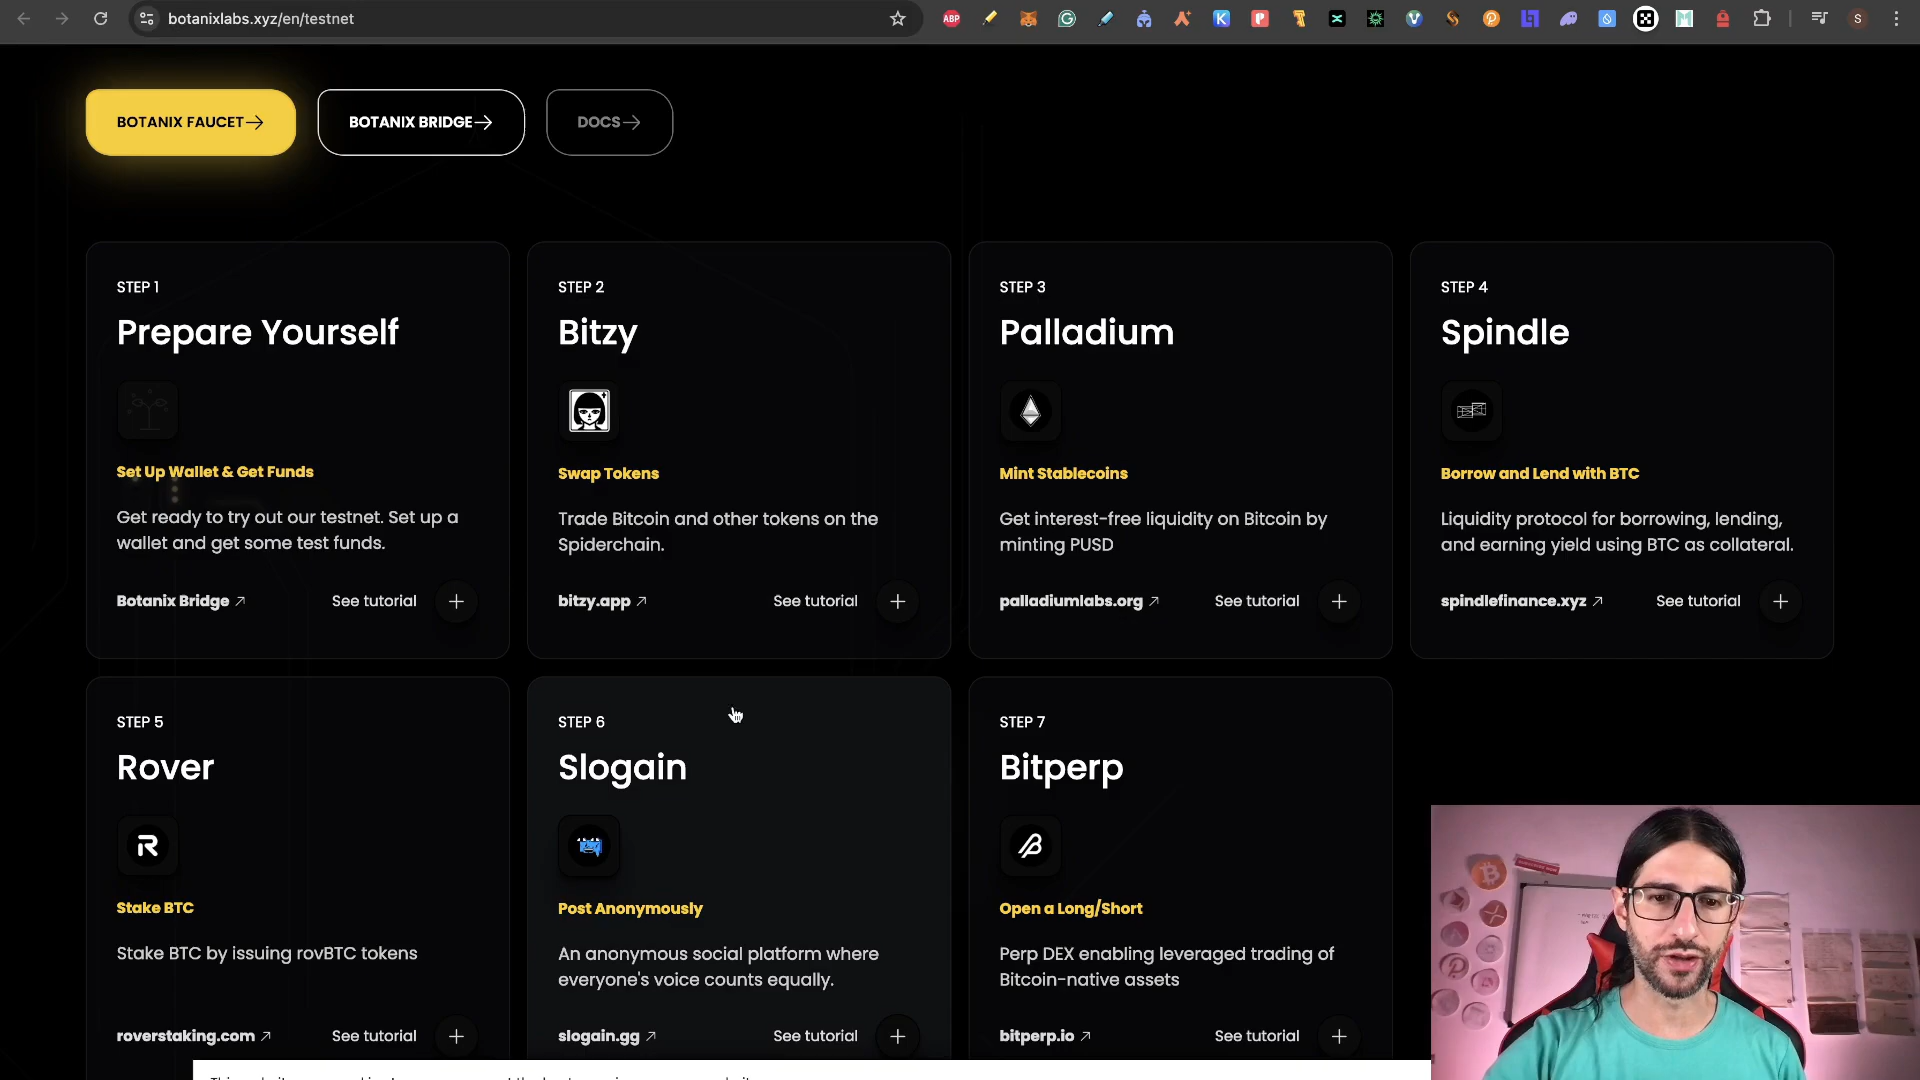 botanixlabs.xyz/en/testnet
BOTANIX FAUCET→
BOTANIX BRIDGE→
DOCS→
STEP 1
Prepare Yourself
Set Up Wallet & Get Funds
Get ready to try out our testnet. Set up a
wallet and get some test funds.
Botanix Bridge ↗ See tutorial +
STEP 2
Bitzy
Swap Tokens
Trade Bitcoin and other tokens on the
Spiderchain.
bitzy.app ↗ See tutorial +
STEP 3
Palladium
Mint Stablecoins
Get interest-free liquidity on Bitcoin by
minting PUSD
palladiumlabs.org ↗ See tutorial +
STEP 4
Spindle
Borrow and Lend with BTC
Liquidity protocol for borrowing, lending,
and earning yield using BTC as collateral.
spindlefinance.xyz ↗ See tutorial +
STEP 5
Rover
Stake BTC
Stake BTC by issuing rovBTC tokens
roverstaking.com ↗ See tutorial +
STEP 6
Slogain
Post Anonymously
An anonymous social platform where
everyone's voice counts equally.
slogain.gg ↗ See tutorial +
STEP 7
Bitperp
Open a Long/Short
Perp DEX enabling leveraged trading of
Bitcoin-native assets
bitperp.io ↗ See tutorial +